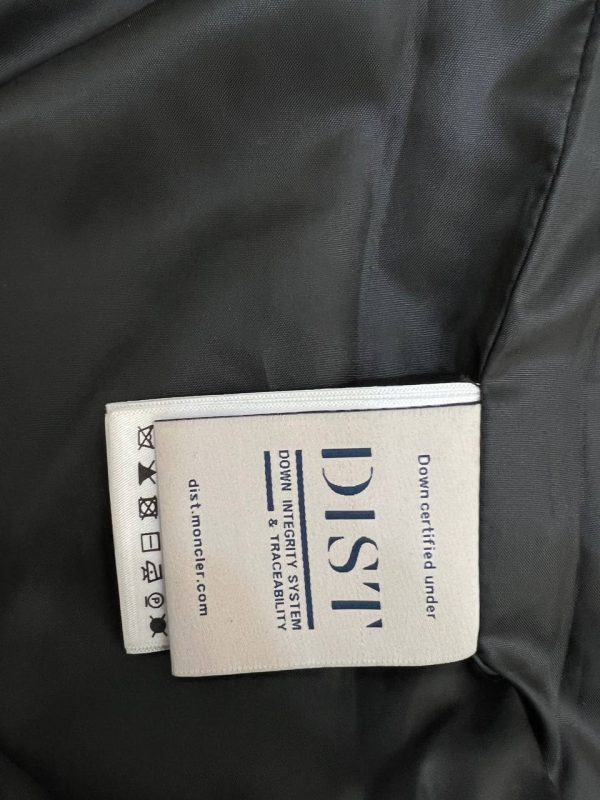 Down certified under
DIST
DOWN INTEGRITY SYSTEM
& TRACEABILITY
dist.moncler.com
P